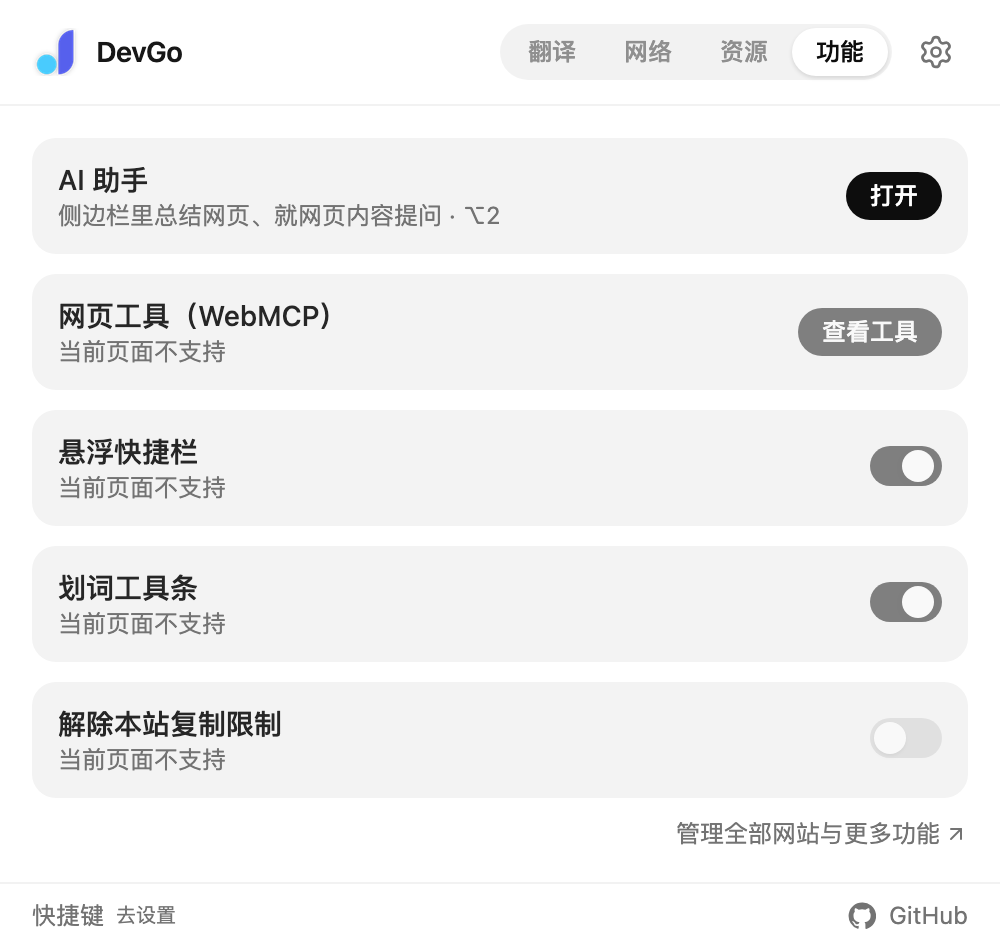 DevGo
翻译 网络 资源 功能
AI 助手
侧边栏里总结网页、就网页内容提问 · ⌥2
打开
网页工具（WebMCP）
当前页面不支持
查看工具
悬浮快捷栏
当前页面不支持
划词工具条
当前页面不支持
解除本站复制限制
当前页面不支持
管理全部网站与更多功能 ↗
快捷键 去设置
GitHub